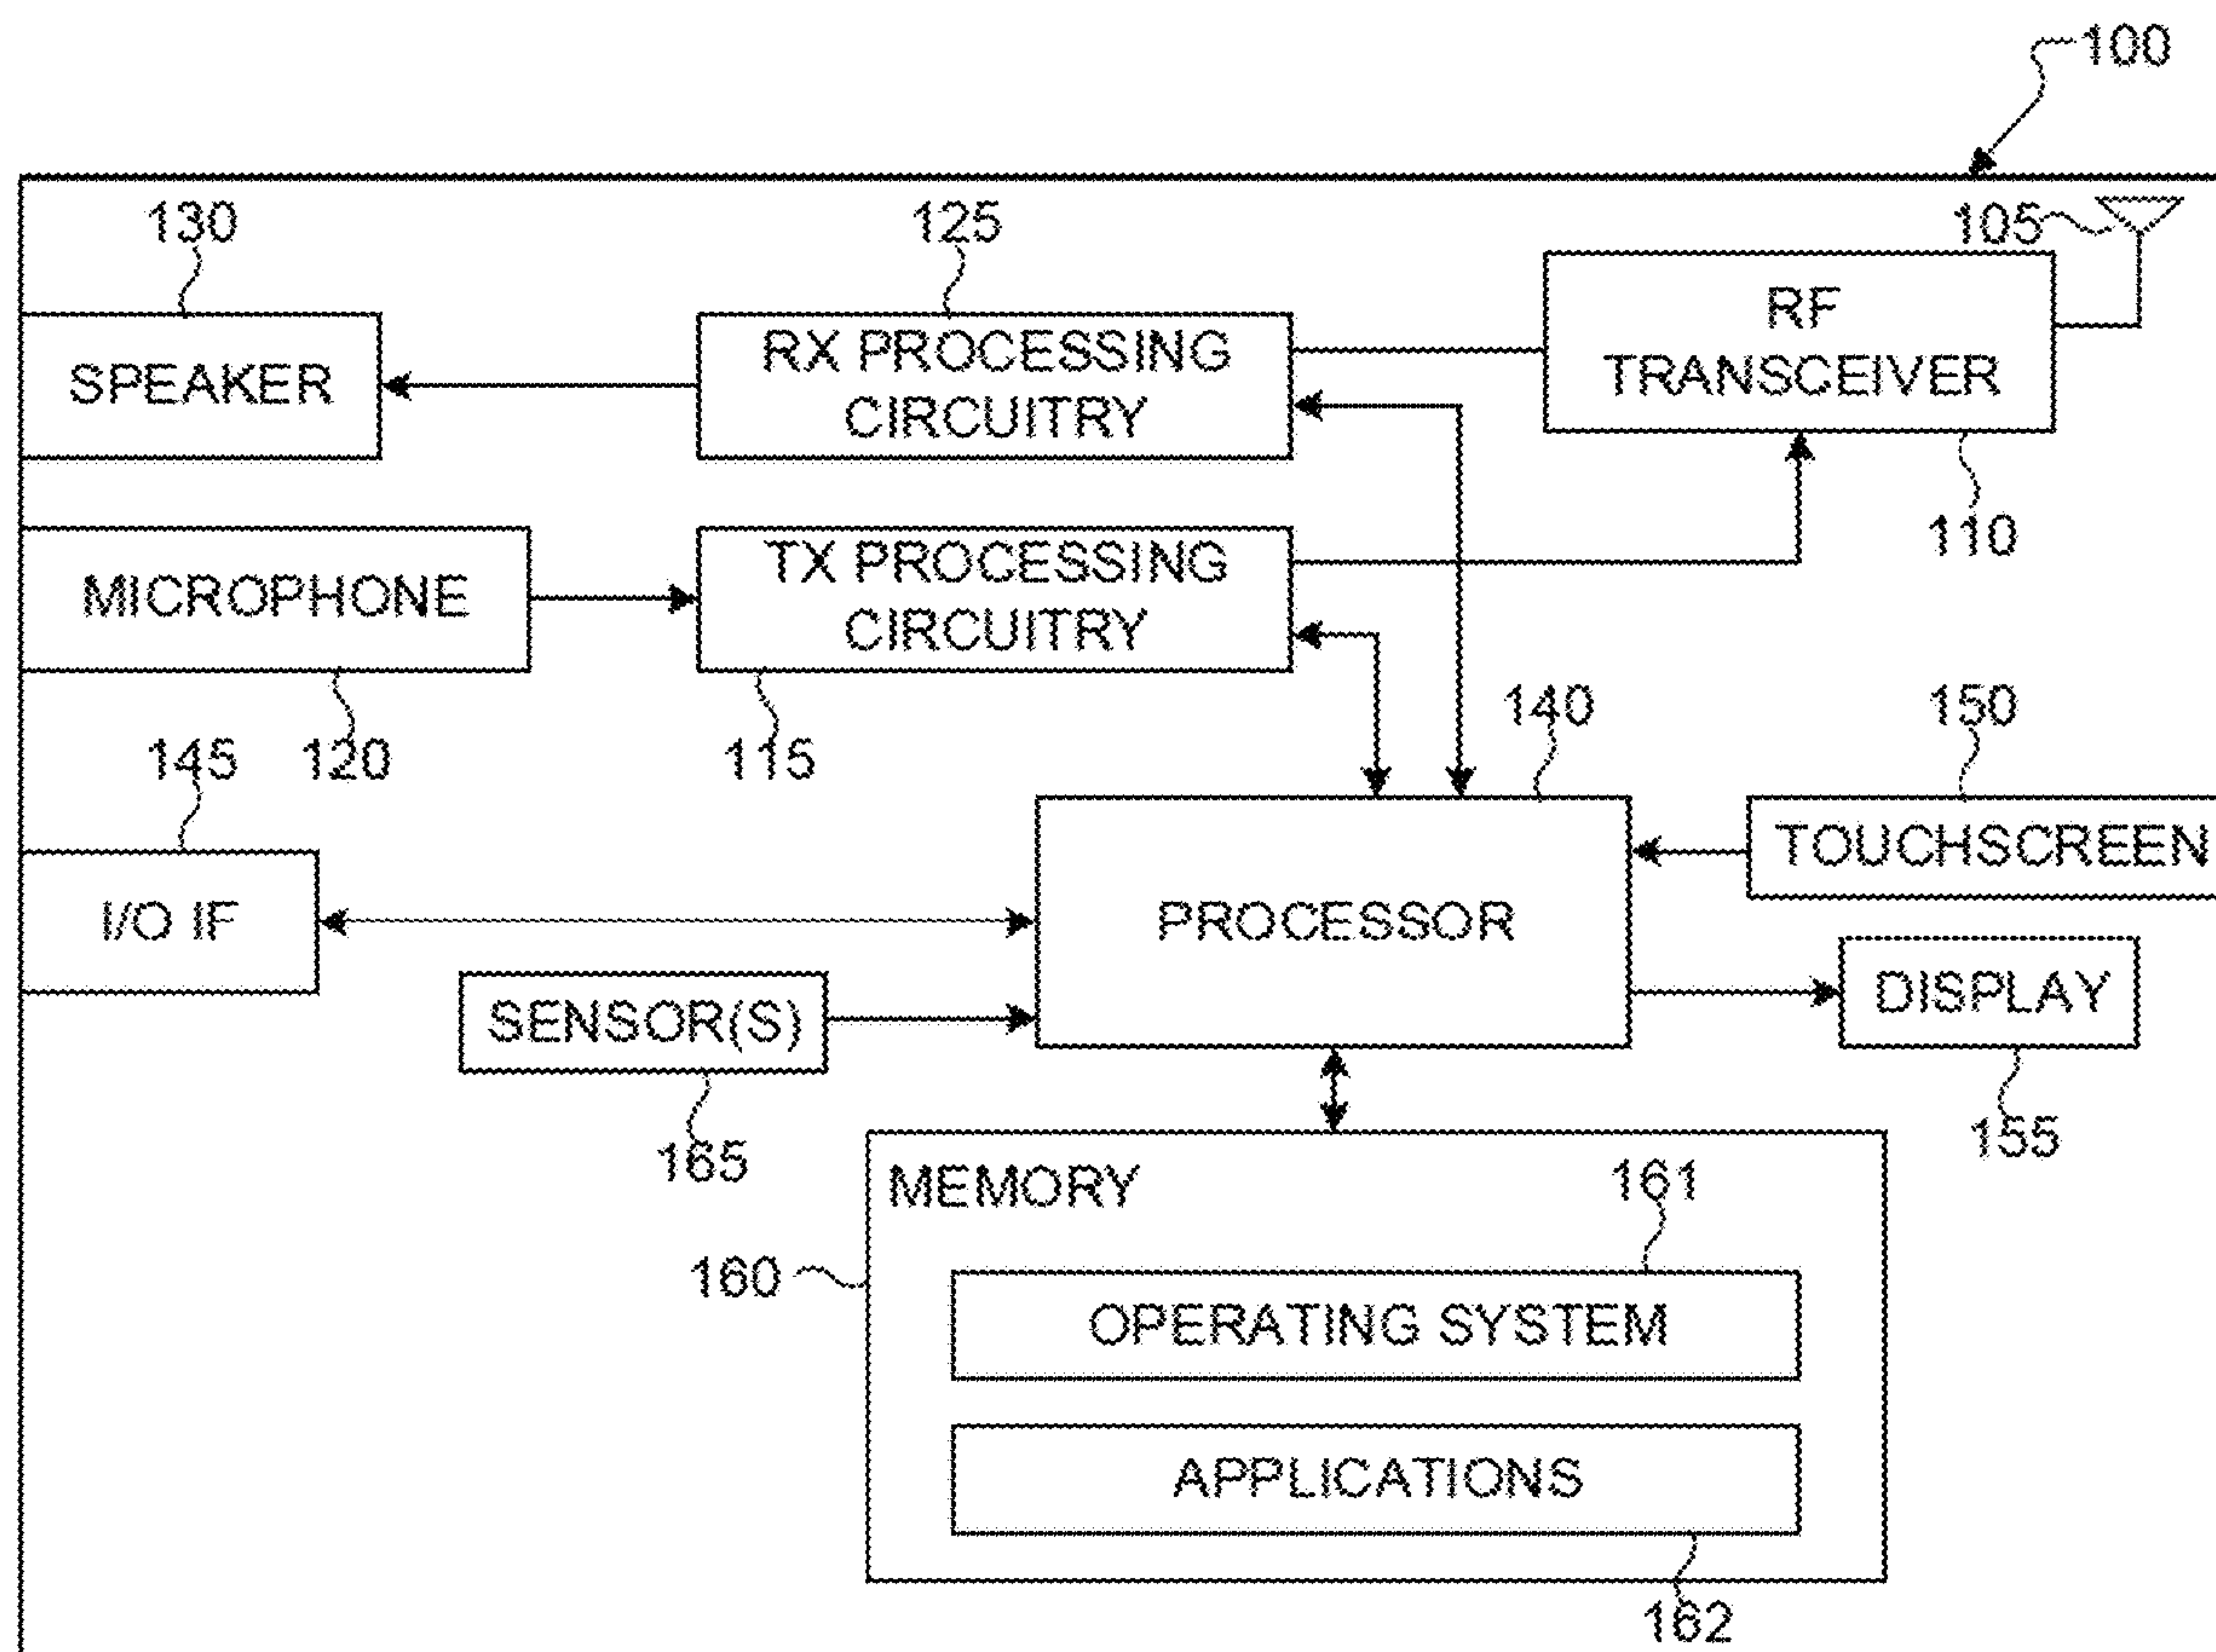 100
130
125
105
SPEAKER
RX PROCESSING
CIRCUITRY
RF
TRANSCEIVER
110
MICROPHONE
TX PROCESSING
CIRCUITRY
145
120
115
140
150
I/O IF
PROCESSOR
TOUCHSCREEN
SENSOR(S)
DISPLAY
165
155
MEMORY
161
160
OPERATING SYSTEM
APPLICATIONS
162